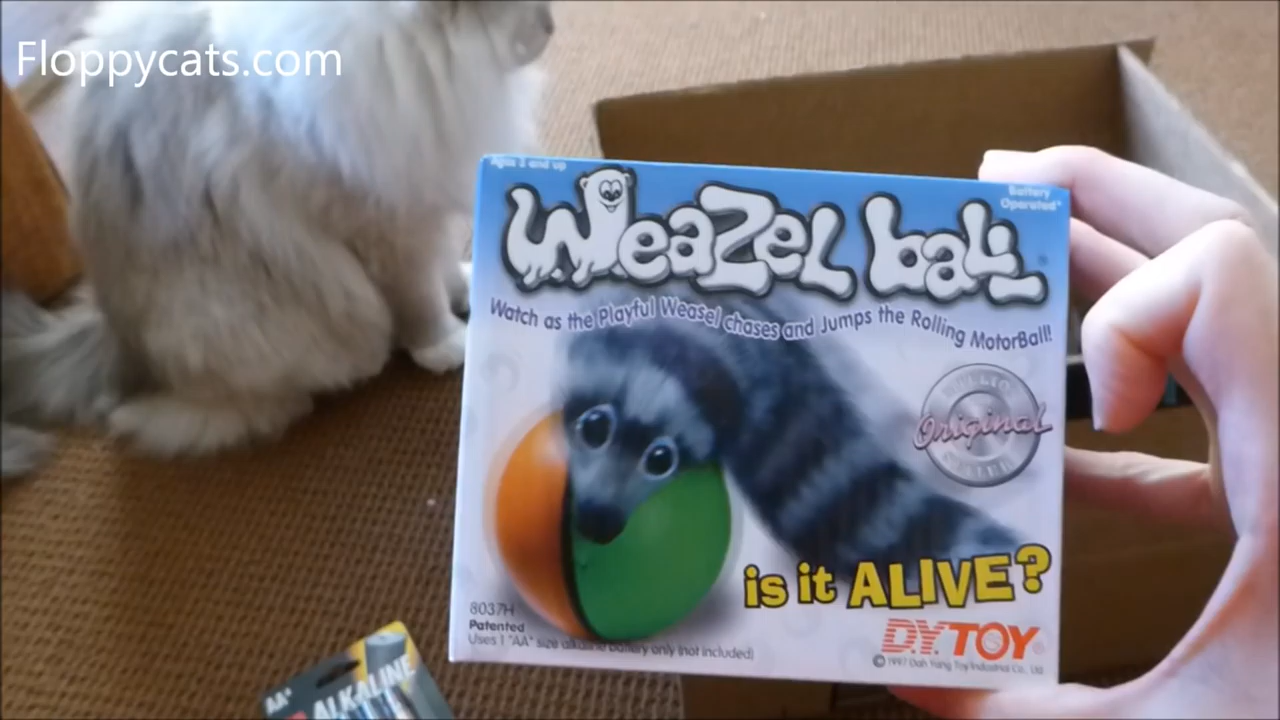 Floppycats.com
Ages 3 and up
Battery
Operated*
Weazel ball
Watch as the Playful Weasel chases and Jumps the Rolling MotorBall!
Original
is it ALIVE?
8037H
Patented
Uses 1 "AA" size alkaline battery only (not included)
D.Y. TOY
© 1997 Dah Yang Toy Industrial Co., Ltd
AA*
ALKALINE